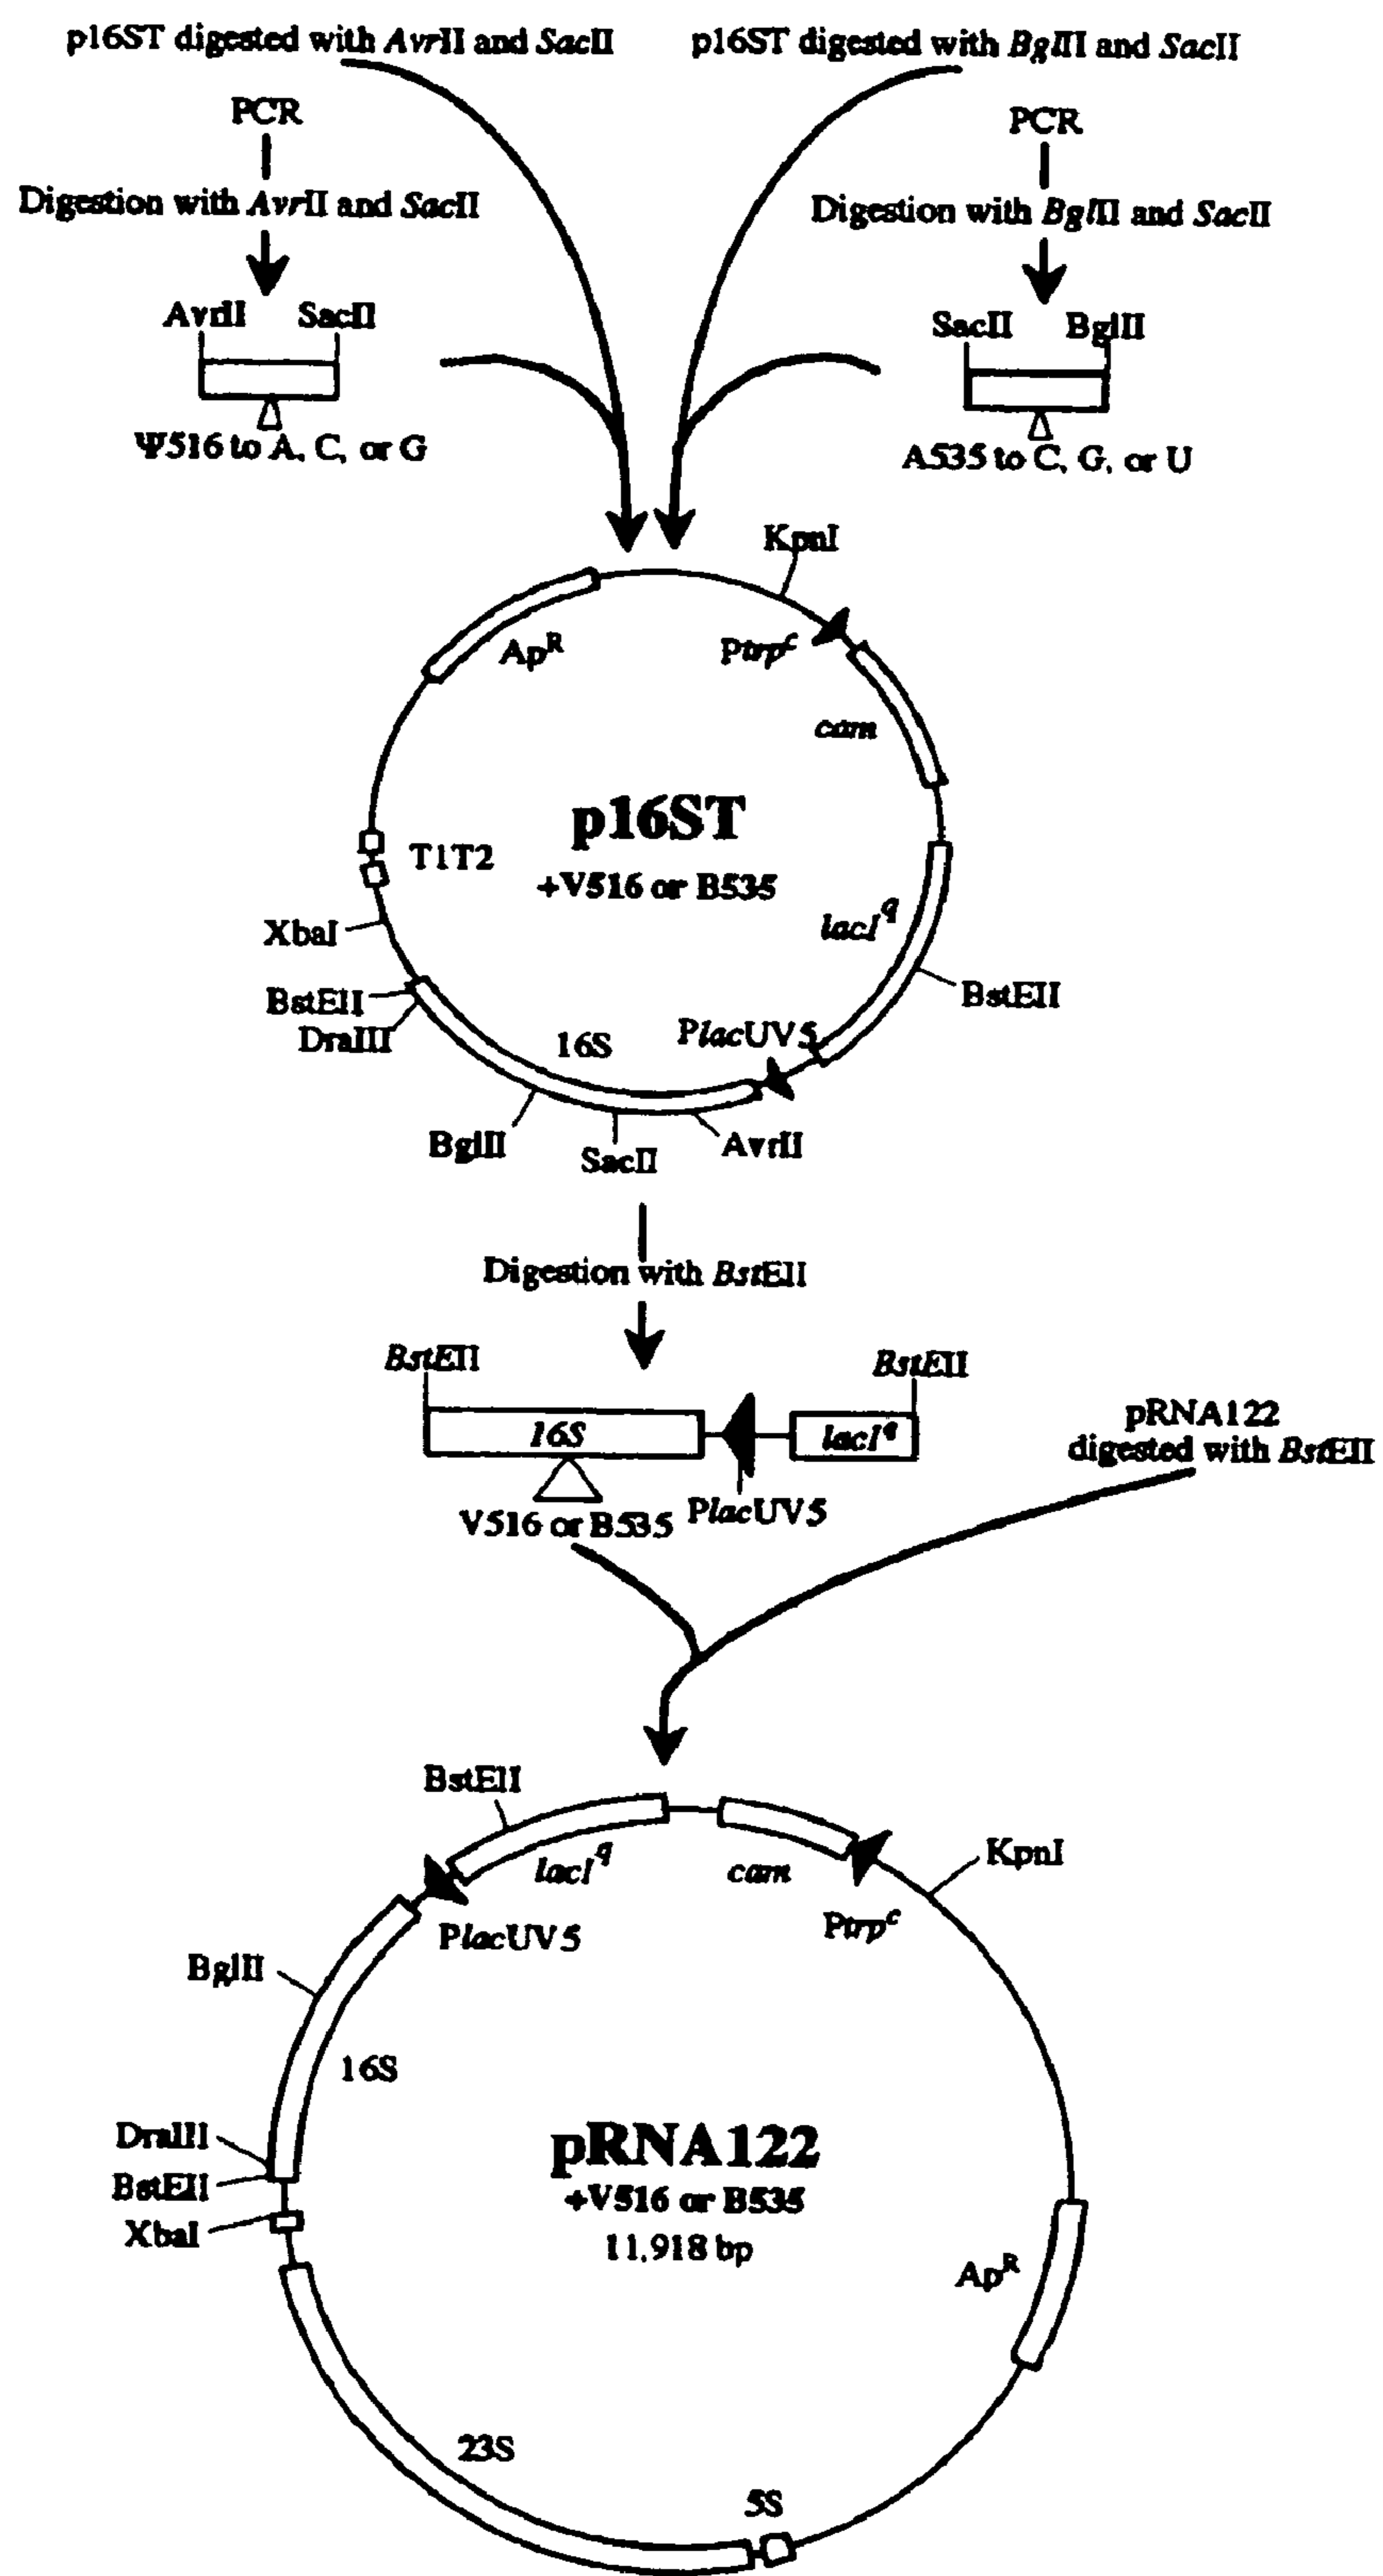 p16ST digested with AvrII and SacII
p16ST digested with BglII and SacII
PCR
PCR
Digestion with AvrII and SacII
Digestion with BglII and SacII
AvrII SacII
SacII BglII
Ψ516 to A, C, or G
A535 to C, G, or U
KpnI
Ap^R
Ptrp^c
cam
p16ST
+V516 or B535
T1T2
lacI^q
XbaI
BstEII
BstEII
DraIII
16S
PlacUV5
BglII
SacII
AvrII
Digestion with BstEII
BstEII
BstEII
16S
lacI^q
pRNA122
digested with BstEII
V516 or B535
PlacUV5
BstEII
lacI^q
cam
KpnI
Ptrp^c
PlacUV5
BglII
16S
DraIII
BstEII
XbaI
pRNA122
+V516 or B535
11,918 bp
Ap^R
23S
5S